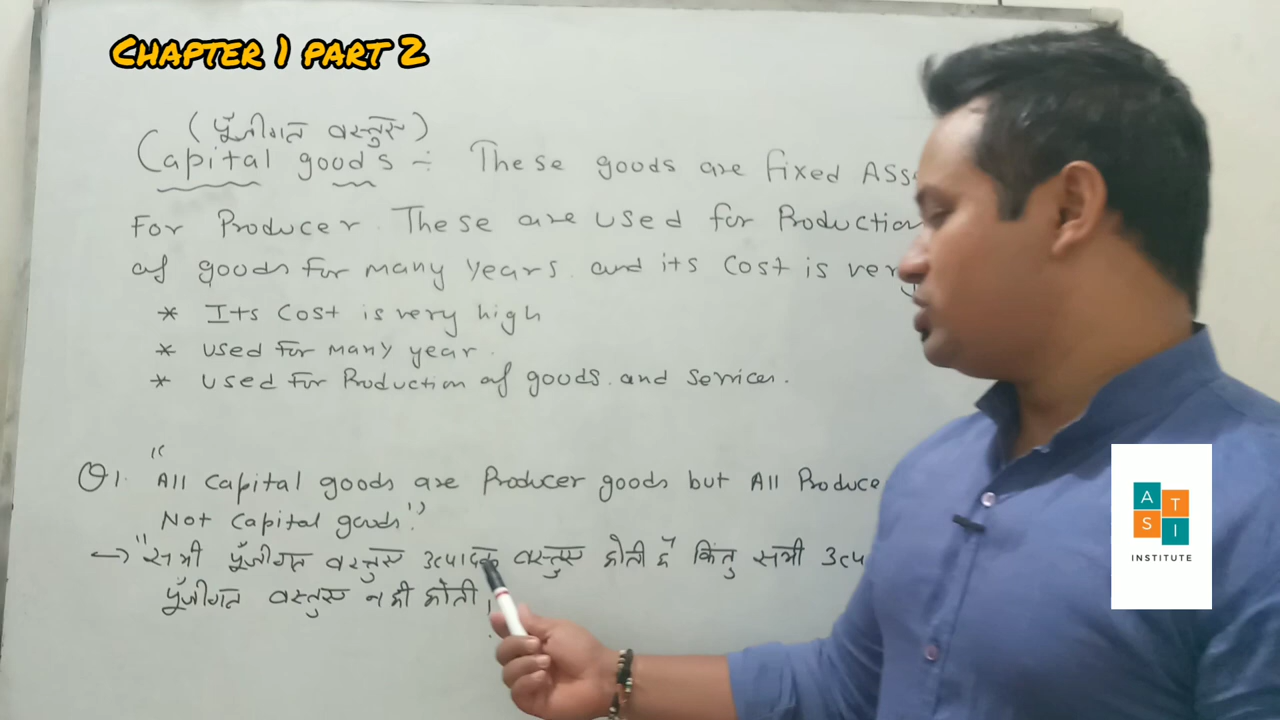 CHAPTER 1 PART 2
(पूँजीगत वस्तुएँ)
Capital goods :- These goods are fixed Ass
For Producer. These are used for Production
of goods for many years. and its cost is very
* Its cost is very high
* used for many year.
* used for Production of goods. and services.
Q1. "All capital goods are Producer goods but All Produce
Not capital goods."
→ "सभी पूँजीगत वस्तुएँ उत्पादक वस्तुएँ होती हैं किंतु सभी उत्प
पूँजीगत वस्तुएँ नही होती।
A T
S I
INSTITUTE